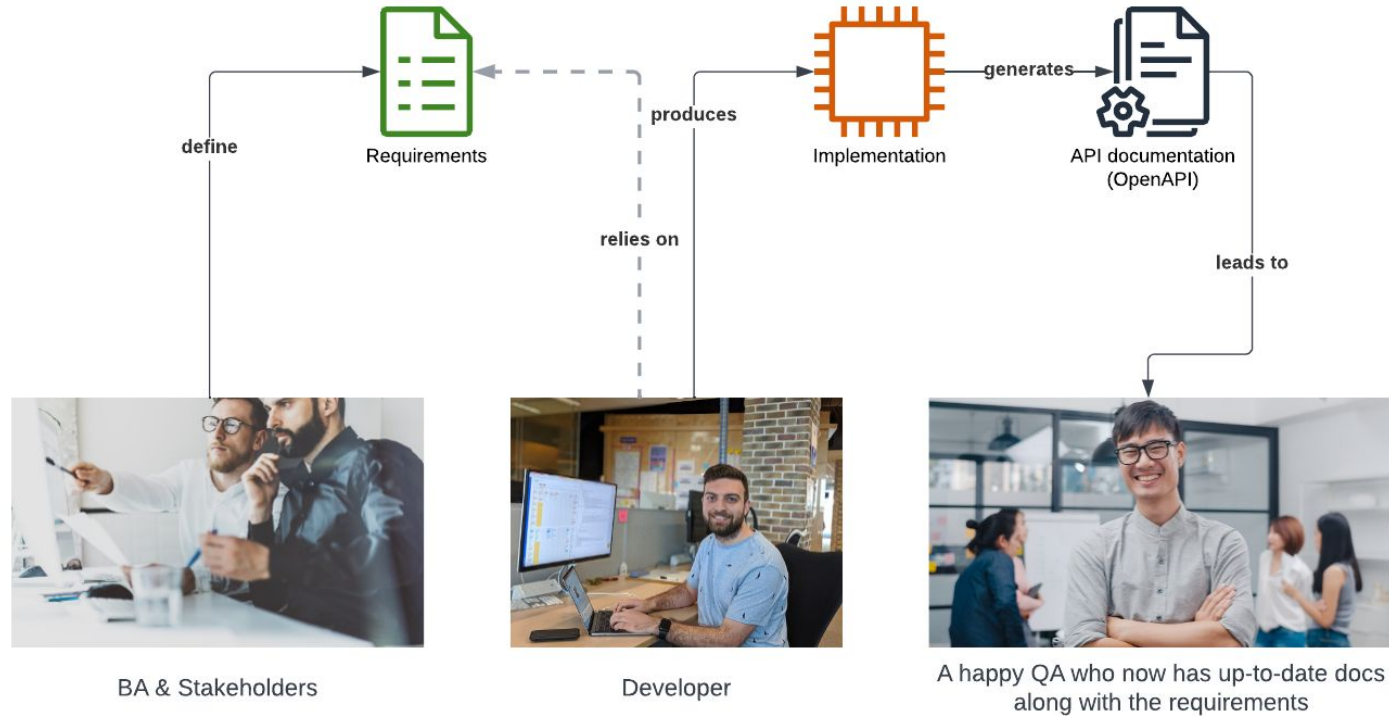 define
Requirements
relies on
produces
Implementation
generates
API documentation
(OpenAPI)
leads to
BA & Stakeholders
Developer
A happy QA who now has up-to-date docs
along with the requirements